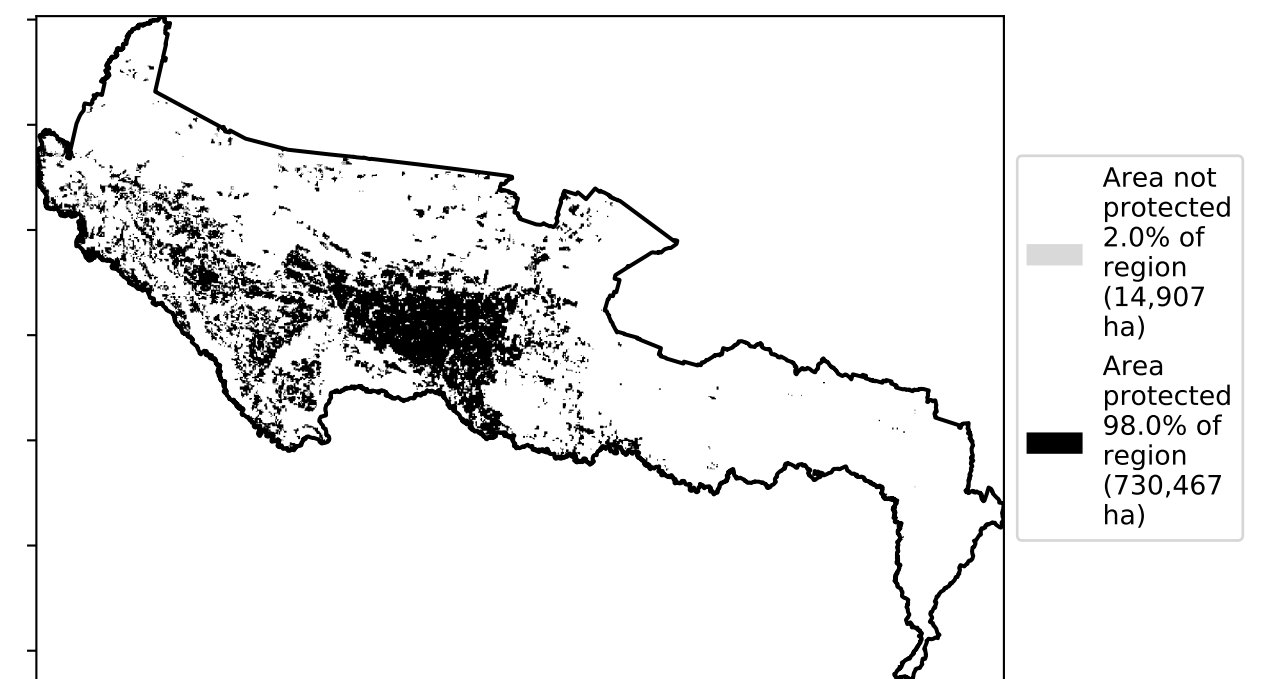 Area not
protected
2.0% of
region
(14,907
ha)
Area
protected
98.0% of
region
(730,467
ha)